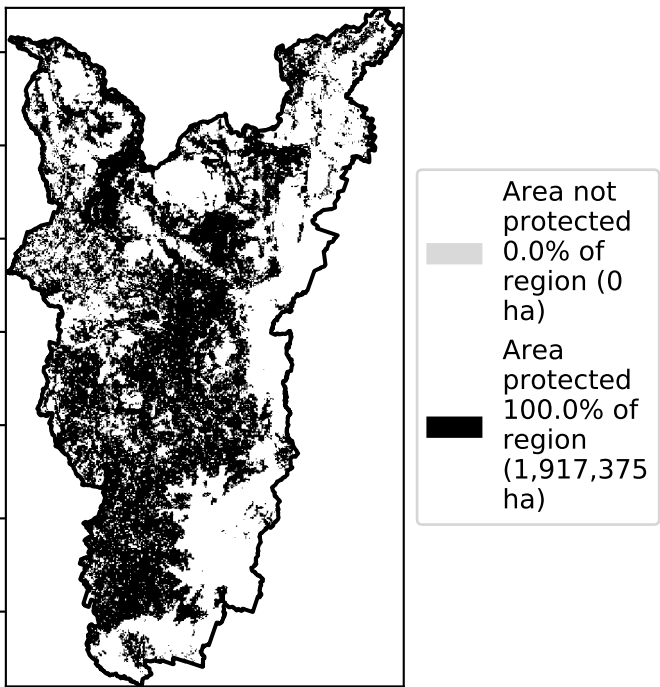 Area not
protected
0.0% of
region (0
ha)
Area
protected
100.0% of
region
(1,917,375
ha)